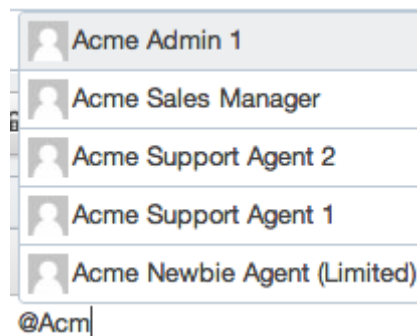 Acme Admin 1
Acme Sales Manager
Acme Support Agent 2
Acme Support Agent 1
Acme Newbie Agent (Limited)
@Acm